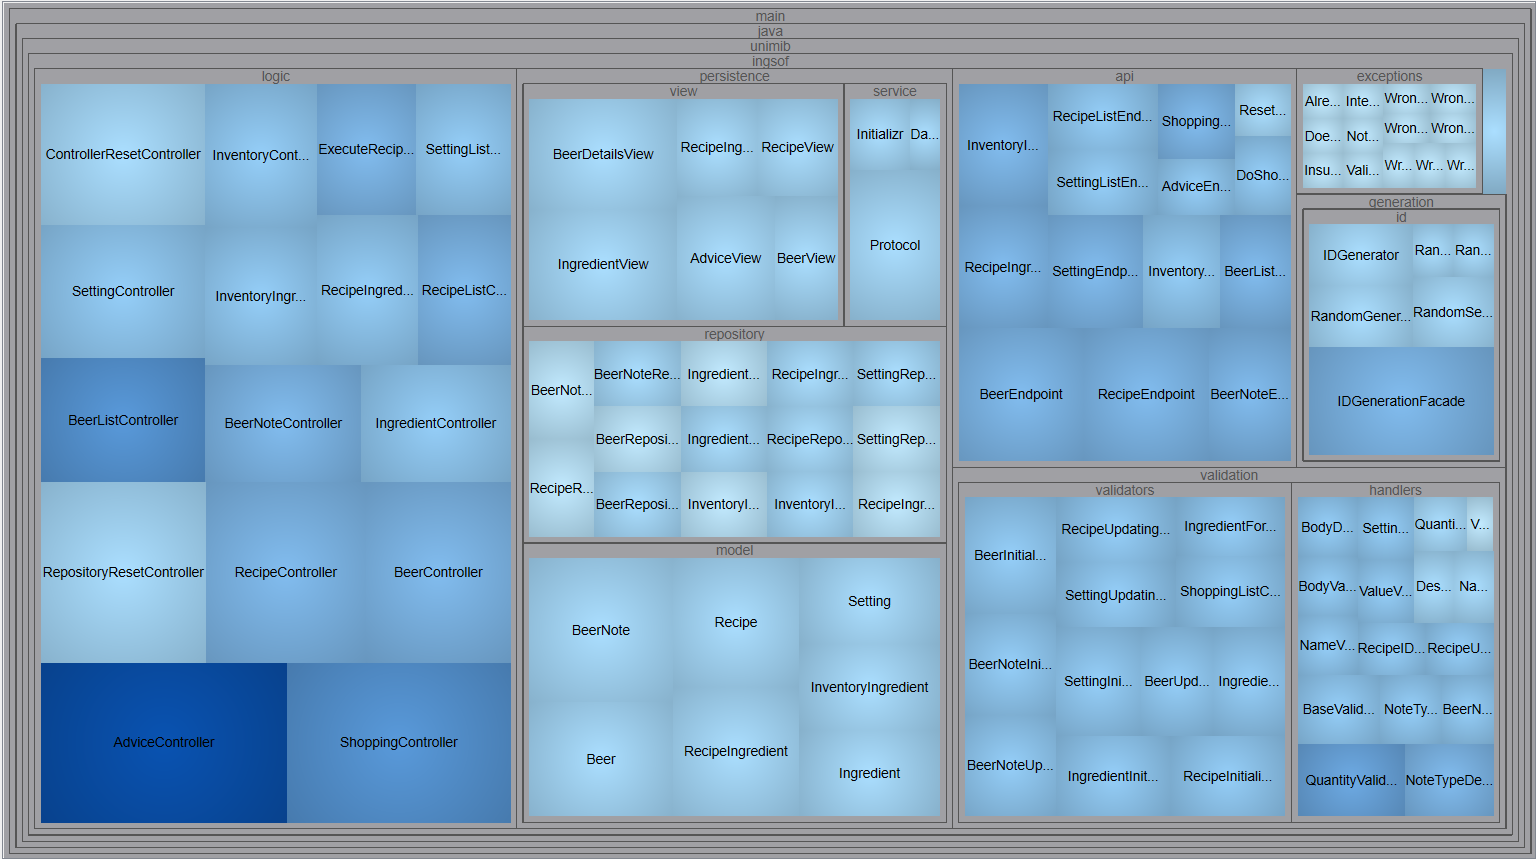 main
java
unimib
ingsof
logic
ControllerResetController
InventoryCont...
ExecuteRecip...
SettingList...
SettingController
InventoryIngr...
RecipeIngred...
RecipeListC...
BeerListController
BeerNoteController
IngredientController
RepositoryResetController
RecipeController
BeerController
AdviceController
ShoppingController
persistence
view
BeerDetailsView
RecipeIng...
RecipeView
IngredientView
AdviceView
BeerView
service
Initializr
Da...
Protocol
repository
BeerNot...
BeerNoteRe...
Ingredient...
RecipeIngr...
SettingRep...
BeerReposi...
Ingredient...
RecipeRepo...
SettingRep...
RecipeR...
BeerReposi...
InventoryI...
InventoryI...
RecipeIngr...
model
BeerNote
Recipe
Setting
InventoryIngredient
Beer
RecipeIngredient
Ingredient
api
InventoryI...
RecipeListEnd...
Shopping...
Reset...
SettingListEn...
AdviceEn...
DoSho...
RecipeIngr...
SettingEndp...
Inventory...
BeerList...
BeerEndpoint
RecipeEndpoint
BeerNoteE...
exceptions
Alre...
Inte...
Wron...
Wron...
Doe...
Not...
Wron...
Wron...
Insu...
Vali...
Wr...
Wr...
Wr...
generation
id
IDGenerator
Ran...
Ran...
RandomGener...
RandomSe...
IDGenerationFacade
validation
validators
BeerInitial...
RecipeUpdating...
IngredientFor...
SettingUpdatin...
ShoppingListC...
BeerNoteIni...
SettingIni...
BeerUpd...
Ingredie...
BeerNoteUp...
IngredientInit...
RecipeInitiali...
handlers
BodyD...
Settin...
Quanti...
V...
BodyVa...
ValueV...
Des...
Na...
NameV...
RecipeID...
RecipeU...
BaseValid...
NoteTy...
BeerN...
QuantityValid...
NoteTypeDe...